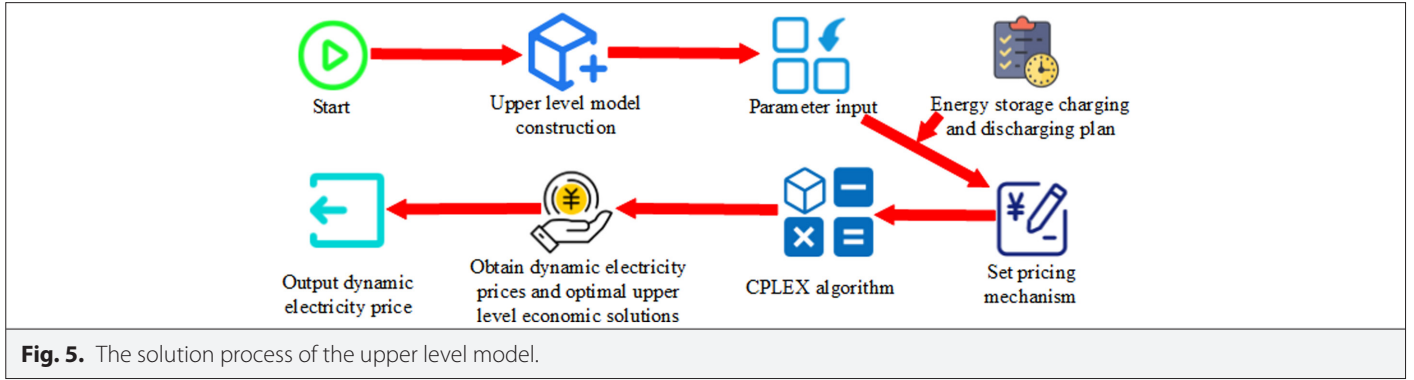 Start
Upper level model
construction
Parameter input
Energy storage charging
and discharging plan
¥
Set pricing
mechanism
CPLEX algorithm
¥
Obtain dynamic electricity
prices and optimal upper
level economic solutions
Output dynamic
electricity price
Fig. 5. The solution process of the upper level model.